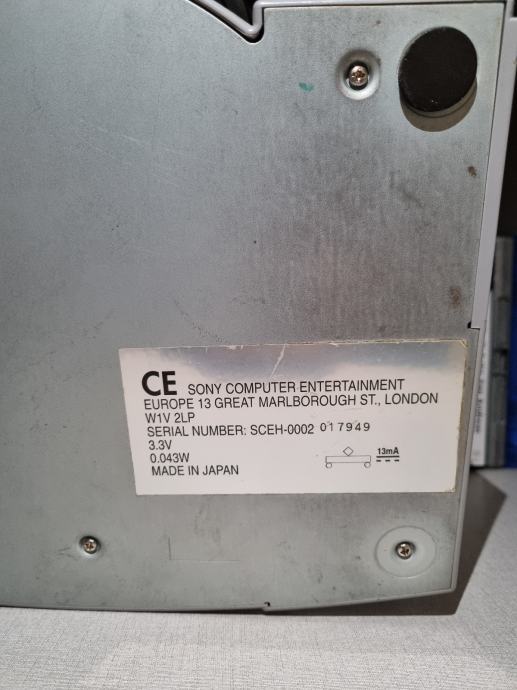 CE SONY COMPUTER ENTERTAINMENT
EUROPE 13 GREAT MARLBOROUGH ST., LONDON
W1V 2LP
SERIAL NUMBER: SCEH-0002 017949
3.3V
13mA
0.043W
MADE IN JAPAN